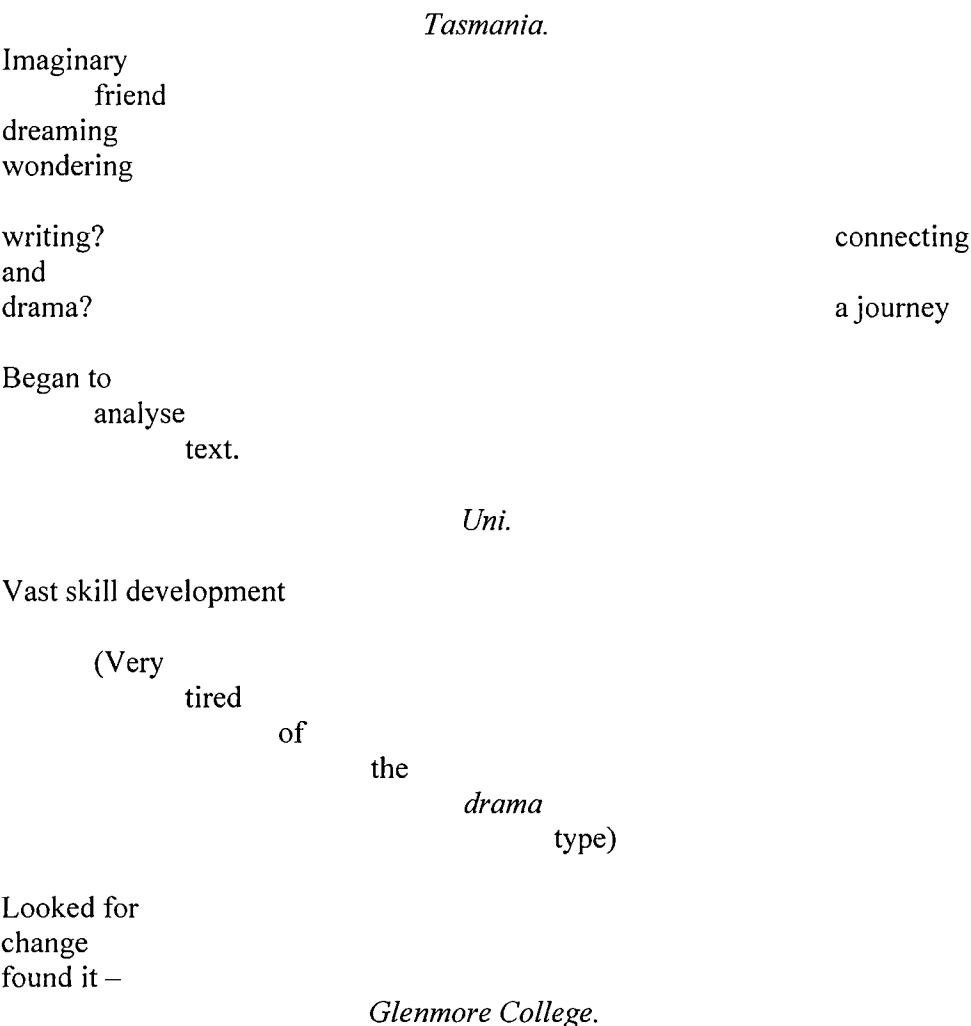 Tasmania.
Imaginary
friend
dreaming
wondering
writing? connecting
and
drama? a journey
Began to
analyse
text.
Uni.
Vast skill development
(Very
tired
of
the
drama
type)
Looked for
change
found it –
Glenmore College.